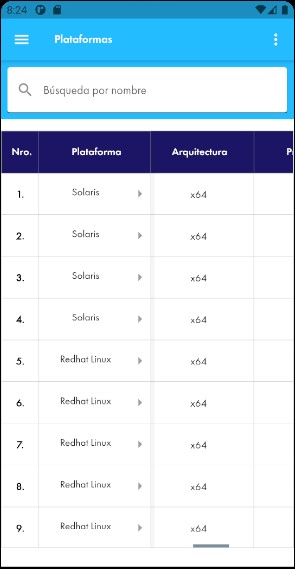 8:24
Plataformas
Búsqueda por nombre
Nro. Plataforma Arquitectura
1. Solaris x64
2. Solaris x64
3. Solaris x64
4. Solaris x64
5. Redhat Linux x64
6. Redhat Linux x64
7. Redhat Linux x64
8. Redhat Linux x64
9. Redhat Linux x64